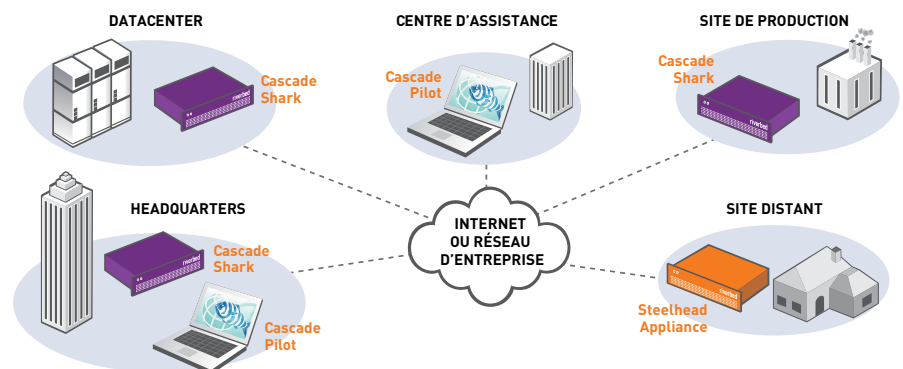 DATACENTER
Cascade
Shark
riverbed
CENTRE D'ASSISTANCE
Cascade
Pilot
SITE DE PRODUCTION
Cascade
Shark
riverbed
HEADQUARTERS
Cascade
Shark
riverbed
Cascade
Pilot
INTERNET
OU RÉSEAU
D'ENTREPRISE
SITE DISTANT
riverbed
Steelhead
Appliance